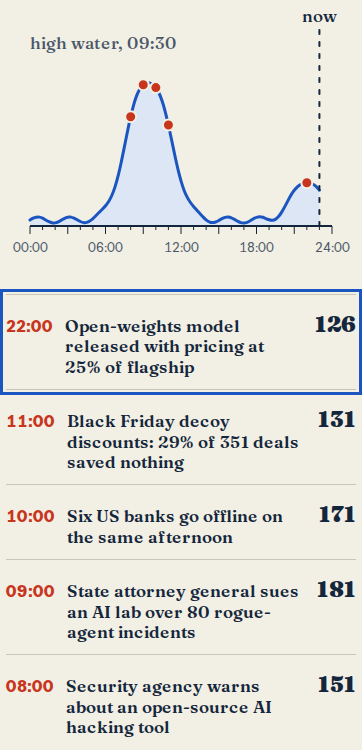 now
high water, 09:30
00:00 06:00 12:00 18:00 24:00
22:00 Open-weights model 126
released with pricing at
25% of flagship
11:00 Black Friday decoy 131
discounts: 29% of 351 deals
saved nothing
10:00 Six US banks go offline on 171
the same afternoon
09:00 State attorney general sues 181
an AI lab over 80 rogue-
agent incidents
08:00 Security agency warns 151
about an open-source AI
hacking tool